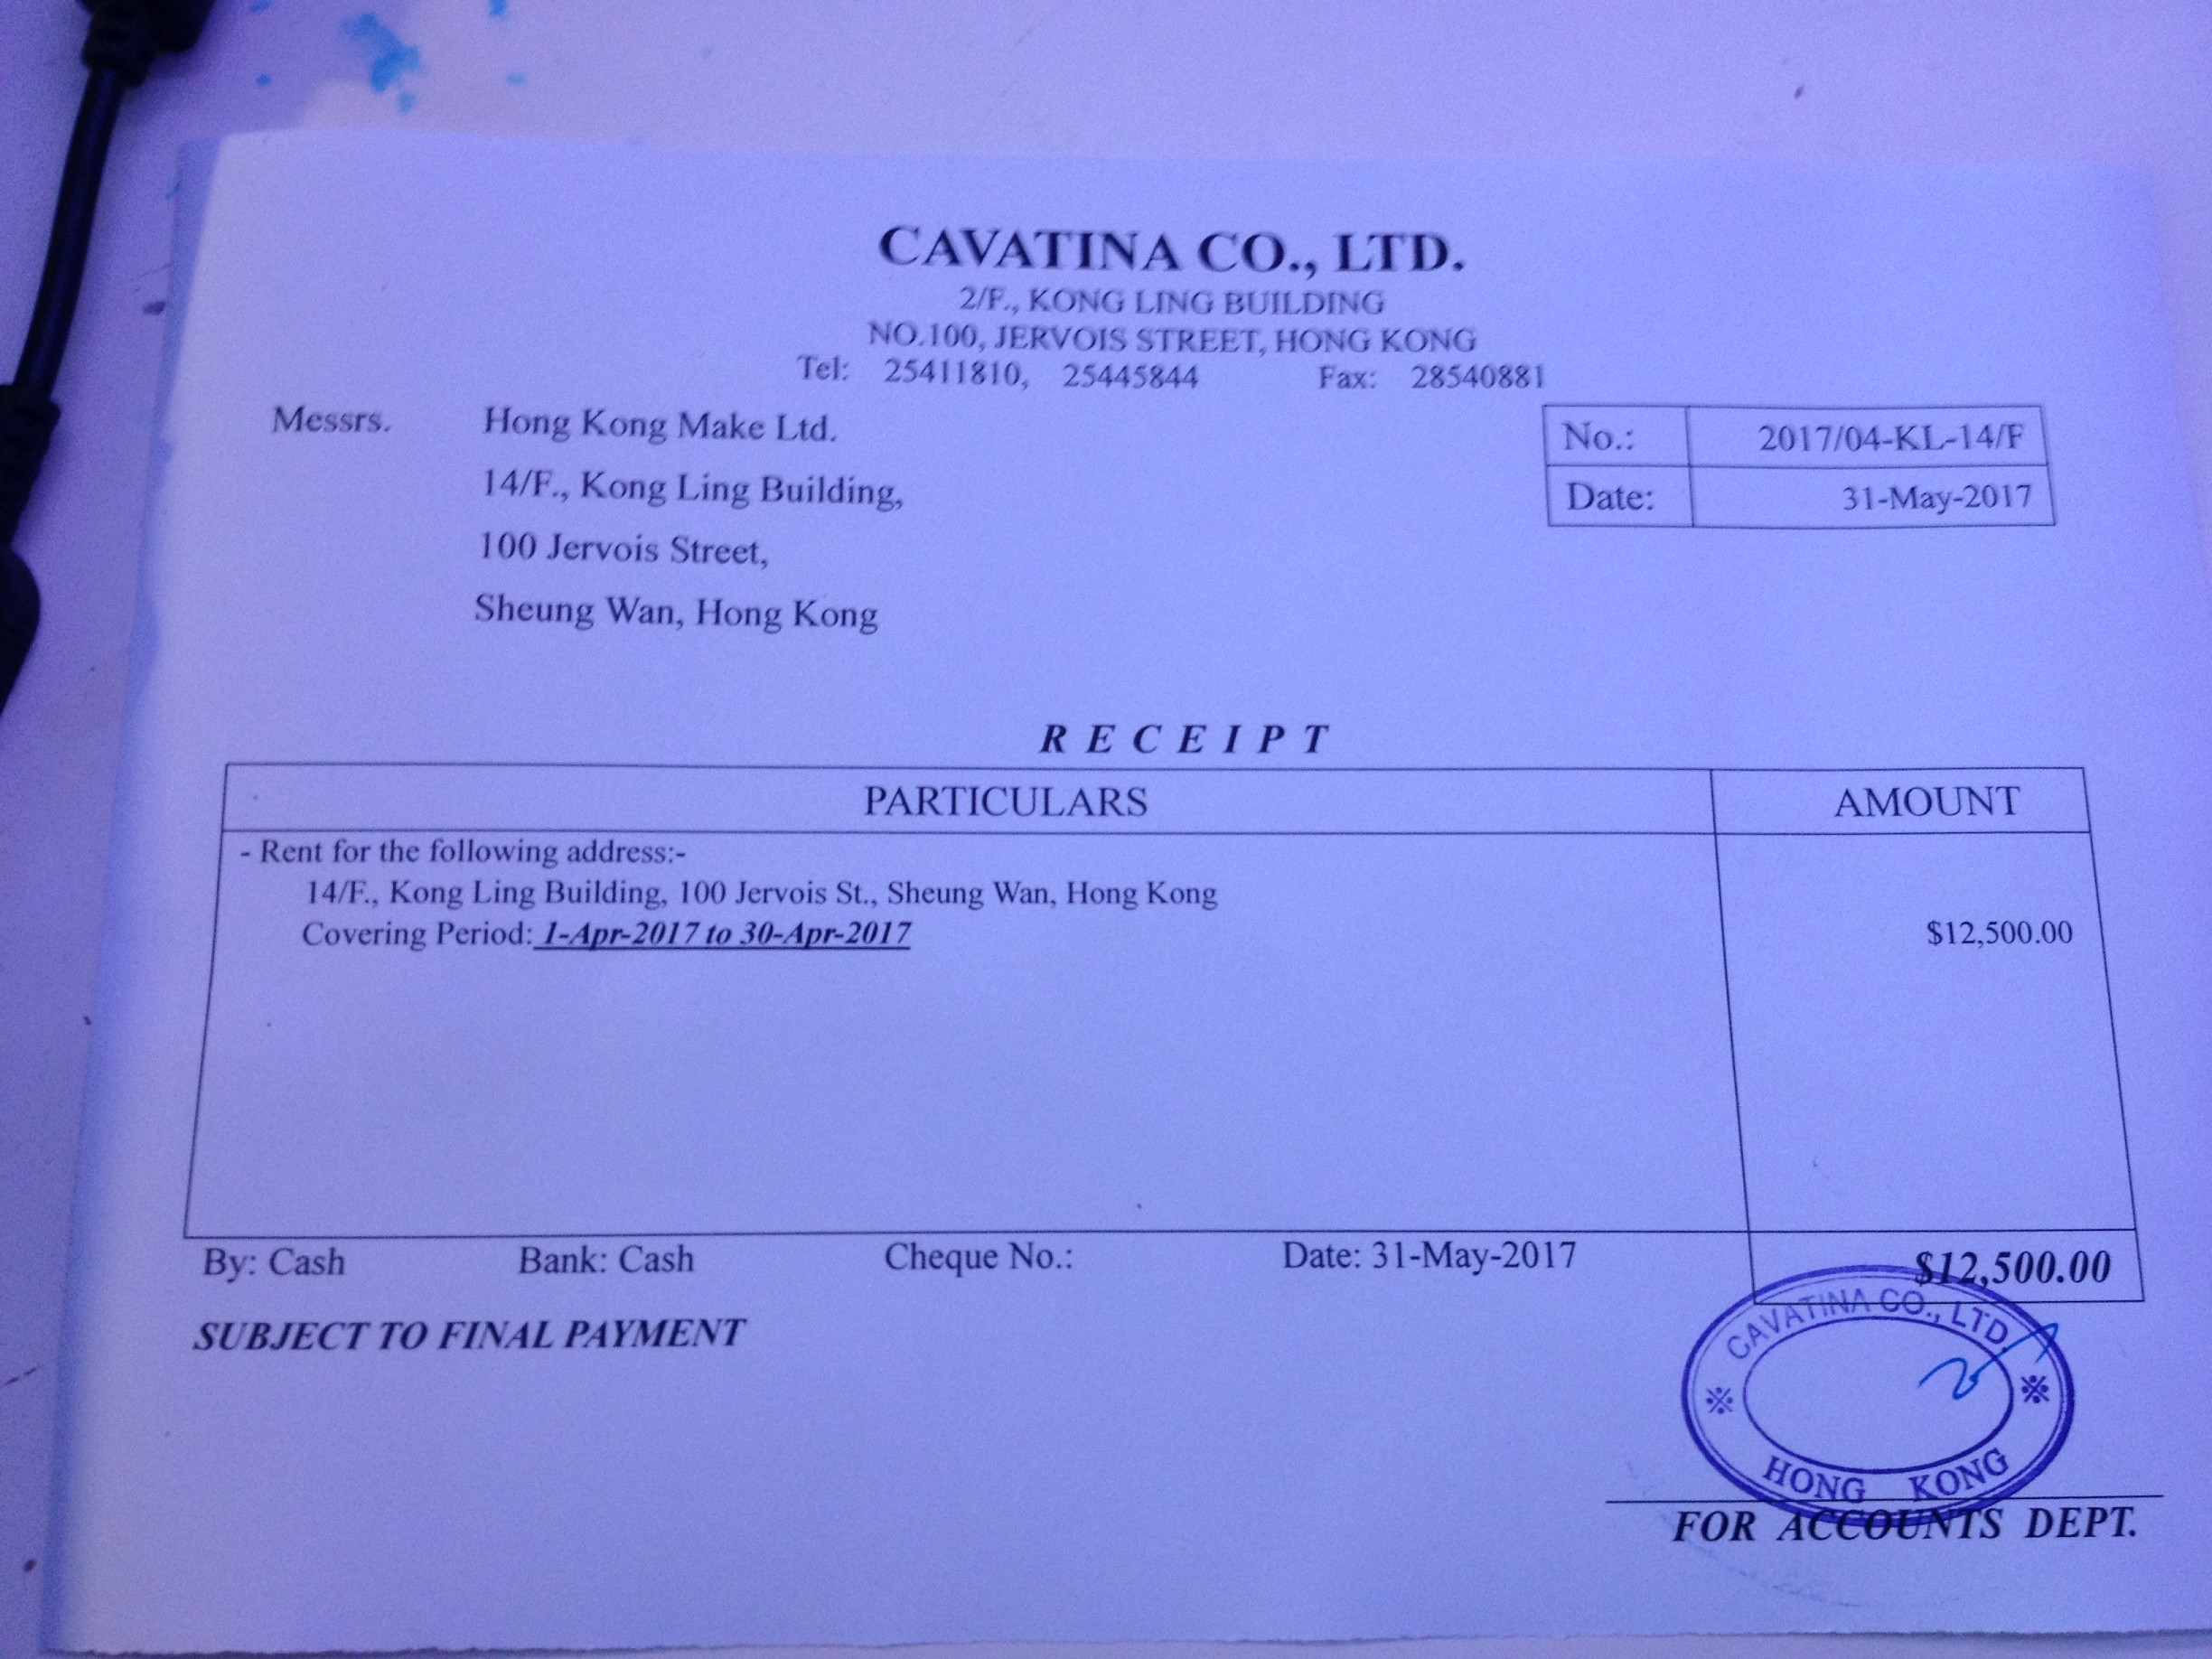 CAVATINA CO., LTD.
2/F., KONG LING BUILDING
NO.100, JERVOIS STREET, HONG KONG
Tel: 25411810, 25445844 Fax: 28540881
Messrs. Hong Kong Make Ltd.
14/F., Kong Ling Building,
100 Jervois Street,
Sheung Wan, Hong Kong
No.: 2017/04-KL-14/F
Date: 31-May-2017
RECEIPT
PARTICULARS AMOUNT
- Rent for the following address:-
14/F., Kong Ling Building, 100 Jervois St., Sheung Wan, Hong Kong
Covering Period: 1-Apr-2017 to 30-Apr-2017 $12,500.00
By: Cash Bank: Cash Cheque No.: Date: 31-May-2017 $12,500.00
SUBJECT TO FINAL PAYMENT
CAVATINA CO., LTD.
※ ※
HONG KONG
FOR ACCOUNTS DEPT.